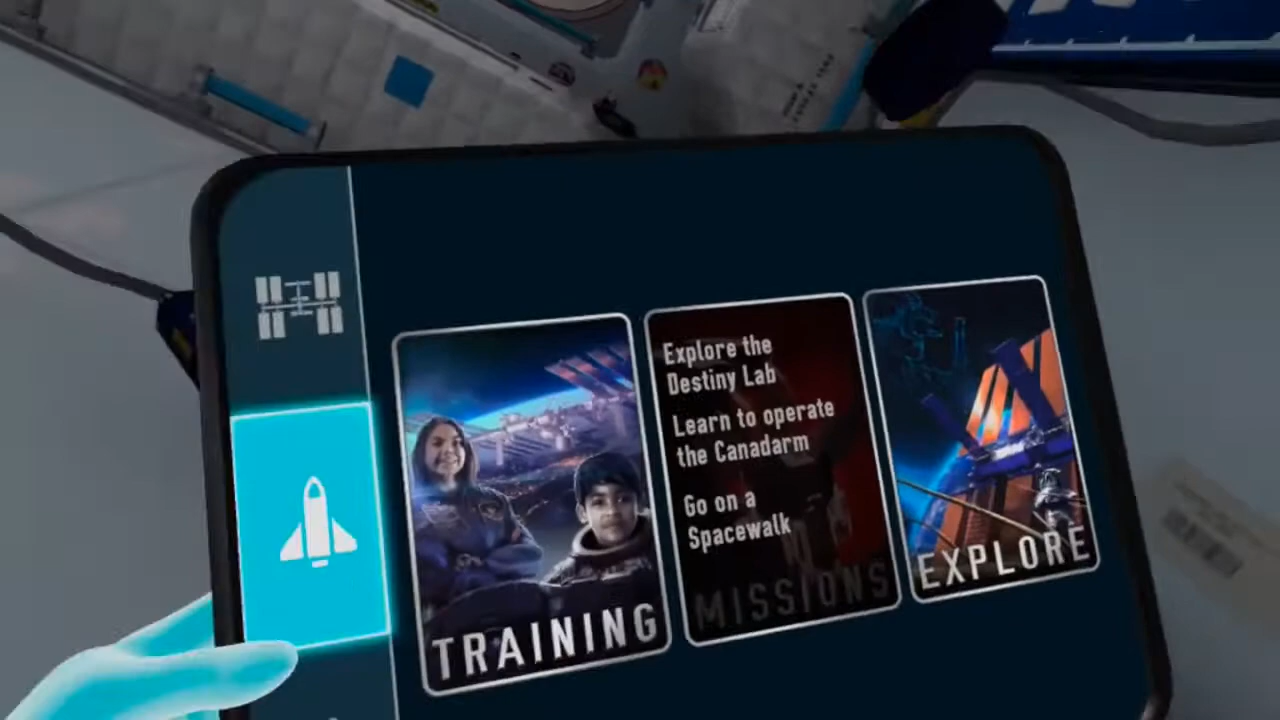 TRAINING
Explore the
Destiny Lab
Learn to operate
the Canadarm
Go on a
Spacewalk
MISSIONS
EXPLORE